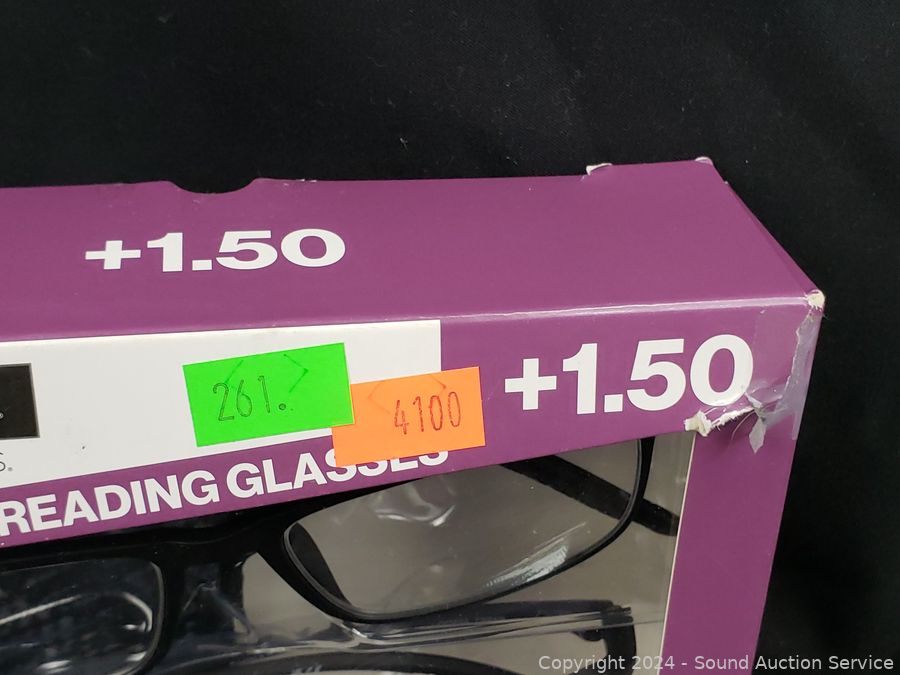 +1.50
+1.50
261.
4100
S.
READING GLASSES
Copyright 2024 - Sound Auction Service